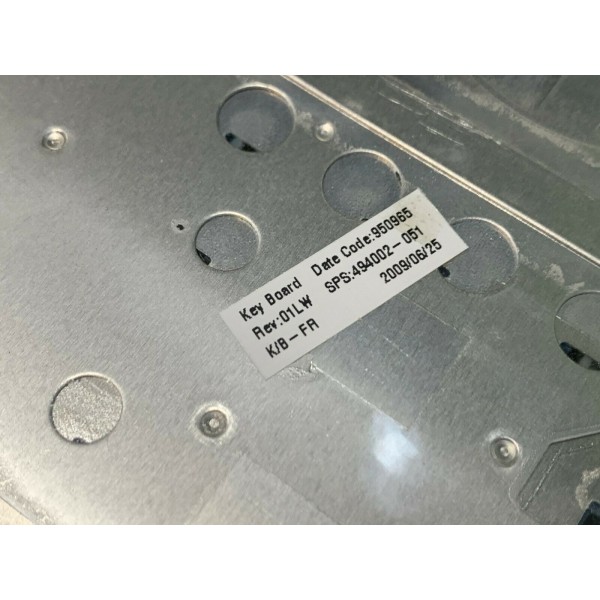 Key Board Date Code:950965
Rev:01LW SPS:494002-051
K/B-FR 2009/06/25